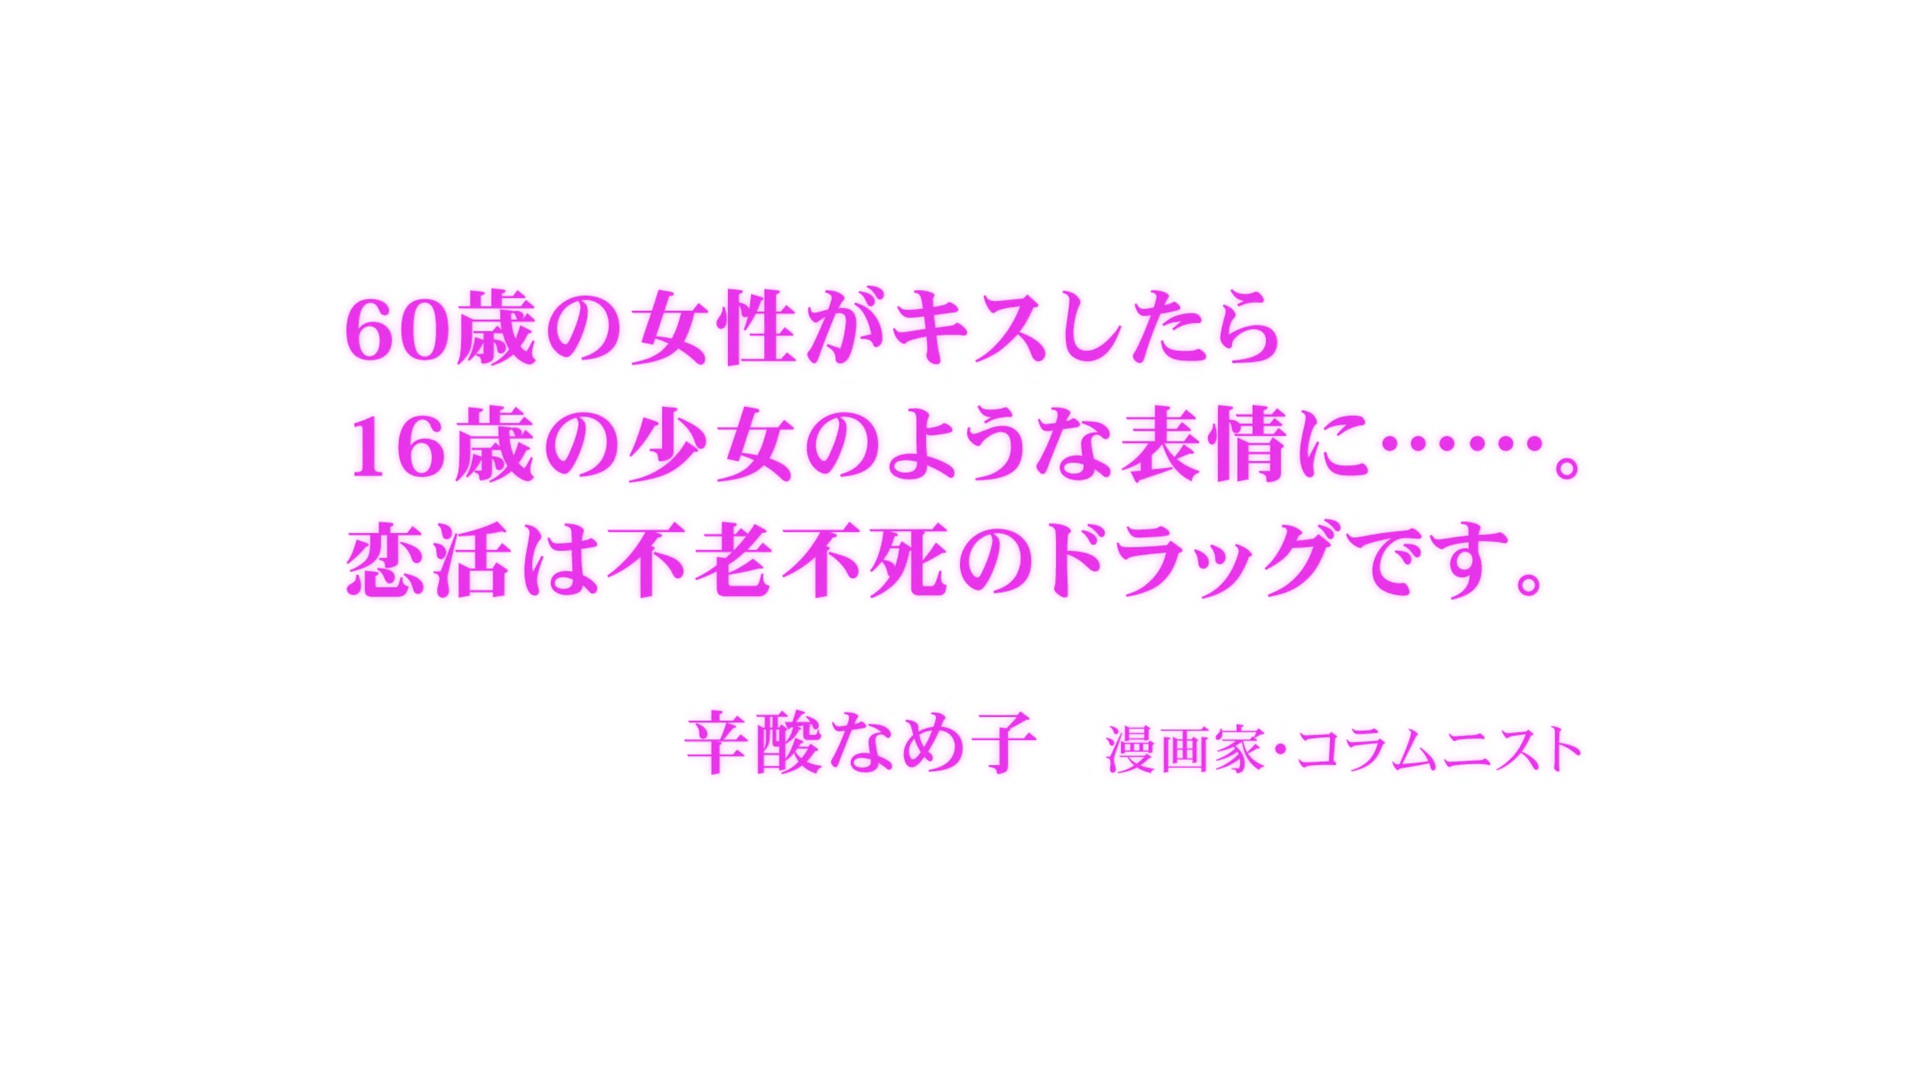 60歳の女性がキスしたら
16歳の少女のような表情に……。
恋活は不老不死のドラッグです。
辛酸なめ子　漫画家・コラムニスト